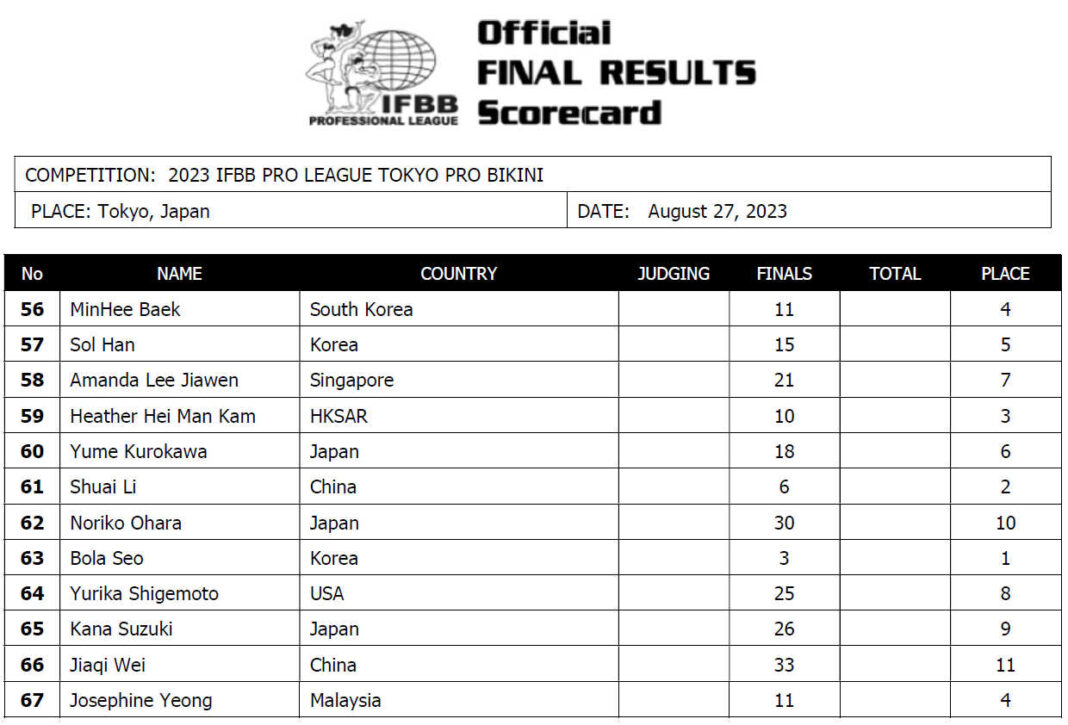 Official
FINAL RESULTS
Scorecard
IFBB
PROFESSIONAL LEAGUE
COMPETITION: 2023 IFBB PRO LEAGUE TOKYO PRO BIKINI
PLACE: Tokyo, Japan DATE: August 27, 2023
No NAME COUNTRY JUDGING FINALS TOTAL PLACE
56 MinHee Baek South Korea 11 4
57 Sol Han Korea 15 5
58 Amanda Lee Jiawen Singapore 21 7
59 Heather Hei Man Kam HKSAR 10 3
60 Yume Kurokawa Japan 18 6
61 Shuai Li China 6 2
62 Noriko Ohara Japan 30 10
63 Bola Seo Korea 3 1
64 Yurika Shigemoto USA 25 8
65 Kana Suzuki Japan 26 9
66 Jiaqi Wei China 33 11
67 Josephine Yeong Malaysia 11 4